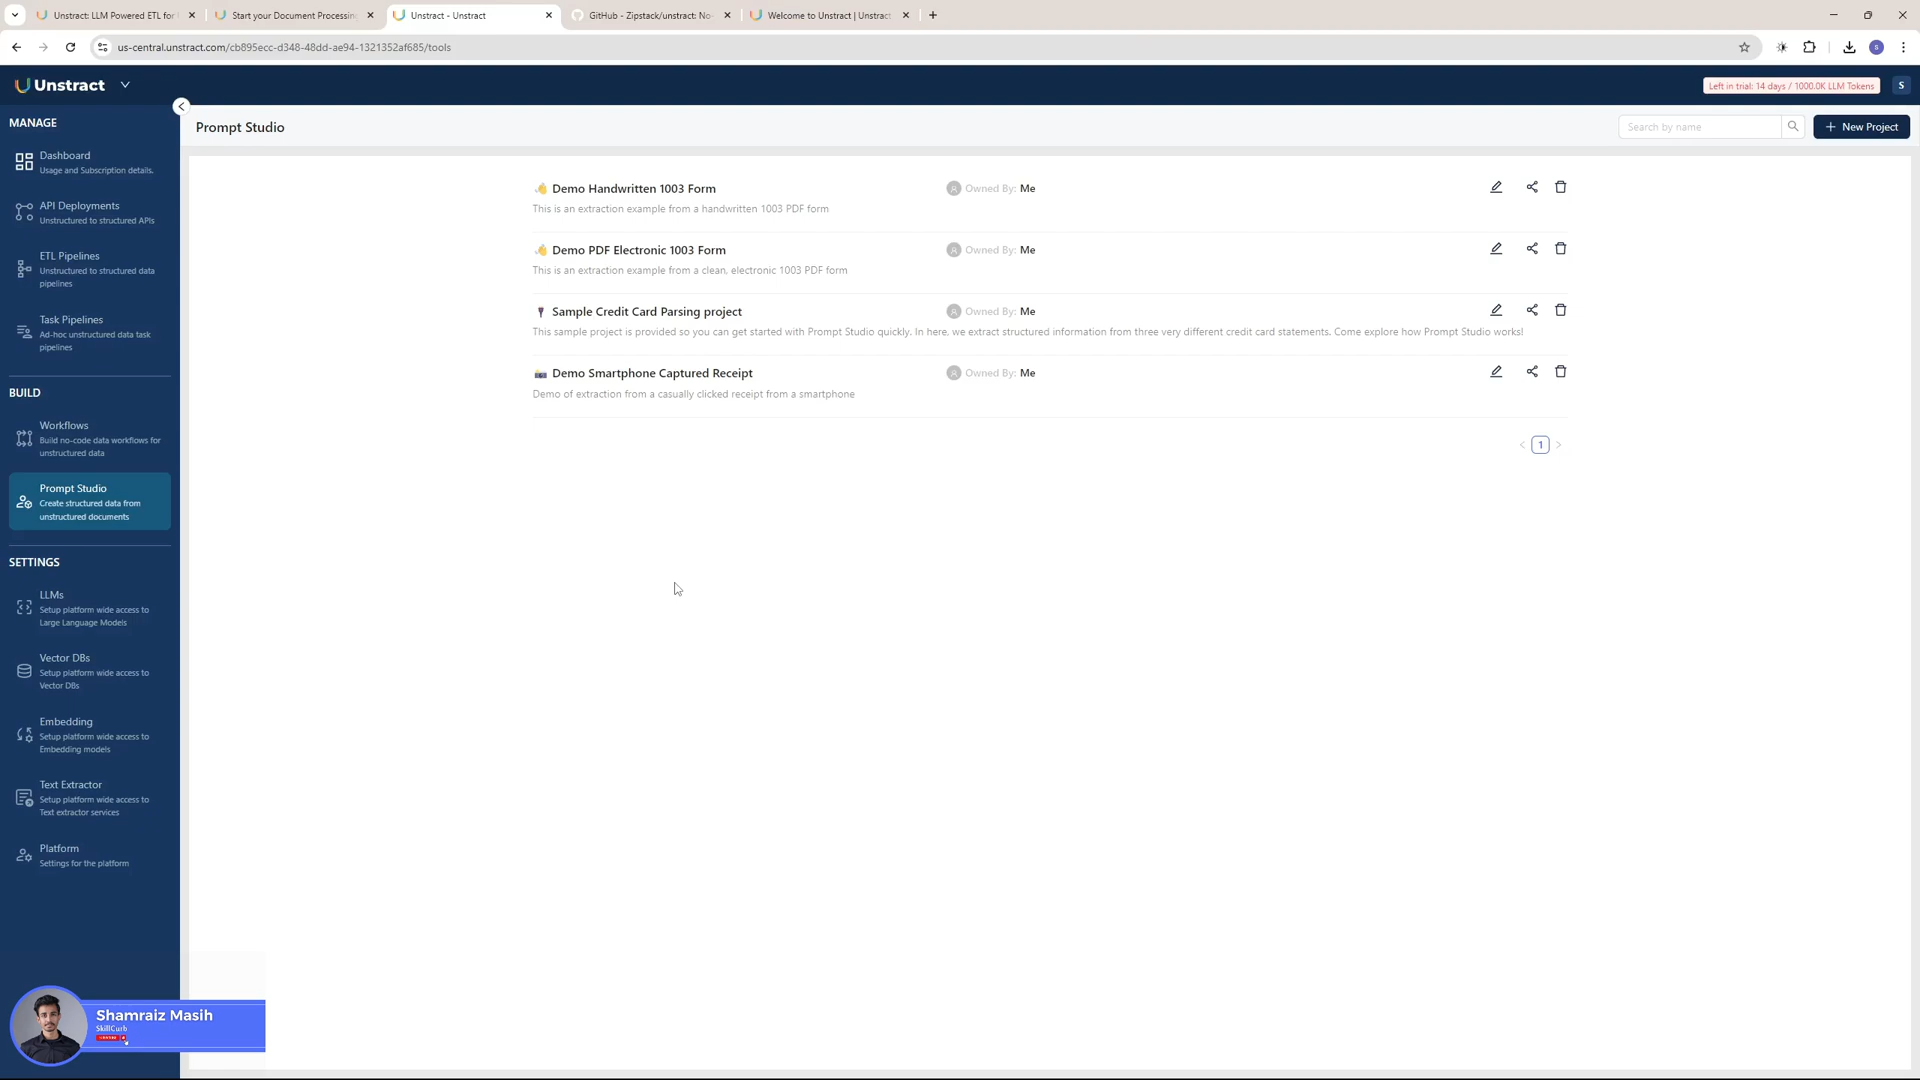 Unstract: LLM Powered ETL for
Start your Document Processing
Unstract - Unstract
GitHub - Zipstack/unstract: No-
Welcome to Unstract | Unstract
us-central.unstract.com/cb895ecc-d348-48dd-ae94-1321352af685/tools
Unstract
Left in trial: 14 days / 1000.0K LLM Tokens
S
MANAGE
Dashboard
Usage and Subscription details.
API Deployments
Unstructured to structured APIs
ETL Pipelines
Unstructured to structured data
pipelines
Task Pipelines
Ad-hoc unstructured data task
pipelines
BUILD
Workflows
Build no-code data workflows for
unstructured data
Prompt Studio
Create structured data from
unstructured documents
SETTINGS
LLMs
Setup platform wide access to
Large Language Models
Vector DBs
Setup platform wide access to
Vector DBs
Embedding
Setup platform wide access to
Embedding models
Text Extractor
Setup platform wide access to
Text extractor services
Platform
Settings for the platform
Prompt Studio
Search by name
New Project
Demo Handwritten 1003 Form
Owned By: Me
This is an extraction example from a handwritten 1003 PDF form
Demo PDF Electronic 1003 Form
Owned By: Me
This is an extraction example from a clean, electronic 1003 PDF form
Sample Credit Card Parsing project
Owned By: Me
This sample project is provided so you can get started with Prompt Studio quickly. In here, we extract structured information from three very different credit card statements. Come explore how Prompt Studio works!
Demo Smartphone Captured Receipt
Owned By: Me
Demo of extraction from a casually clicked receipt from a smartphone
1
Shamraiz Masih
SkillCurb